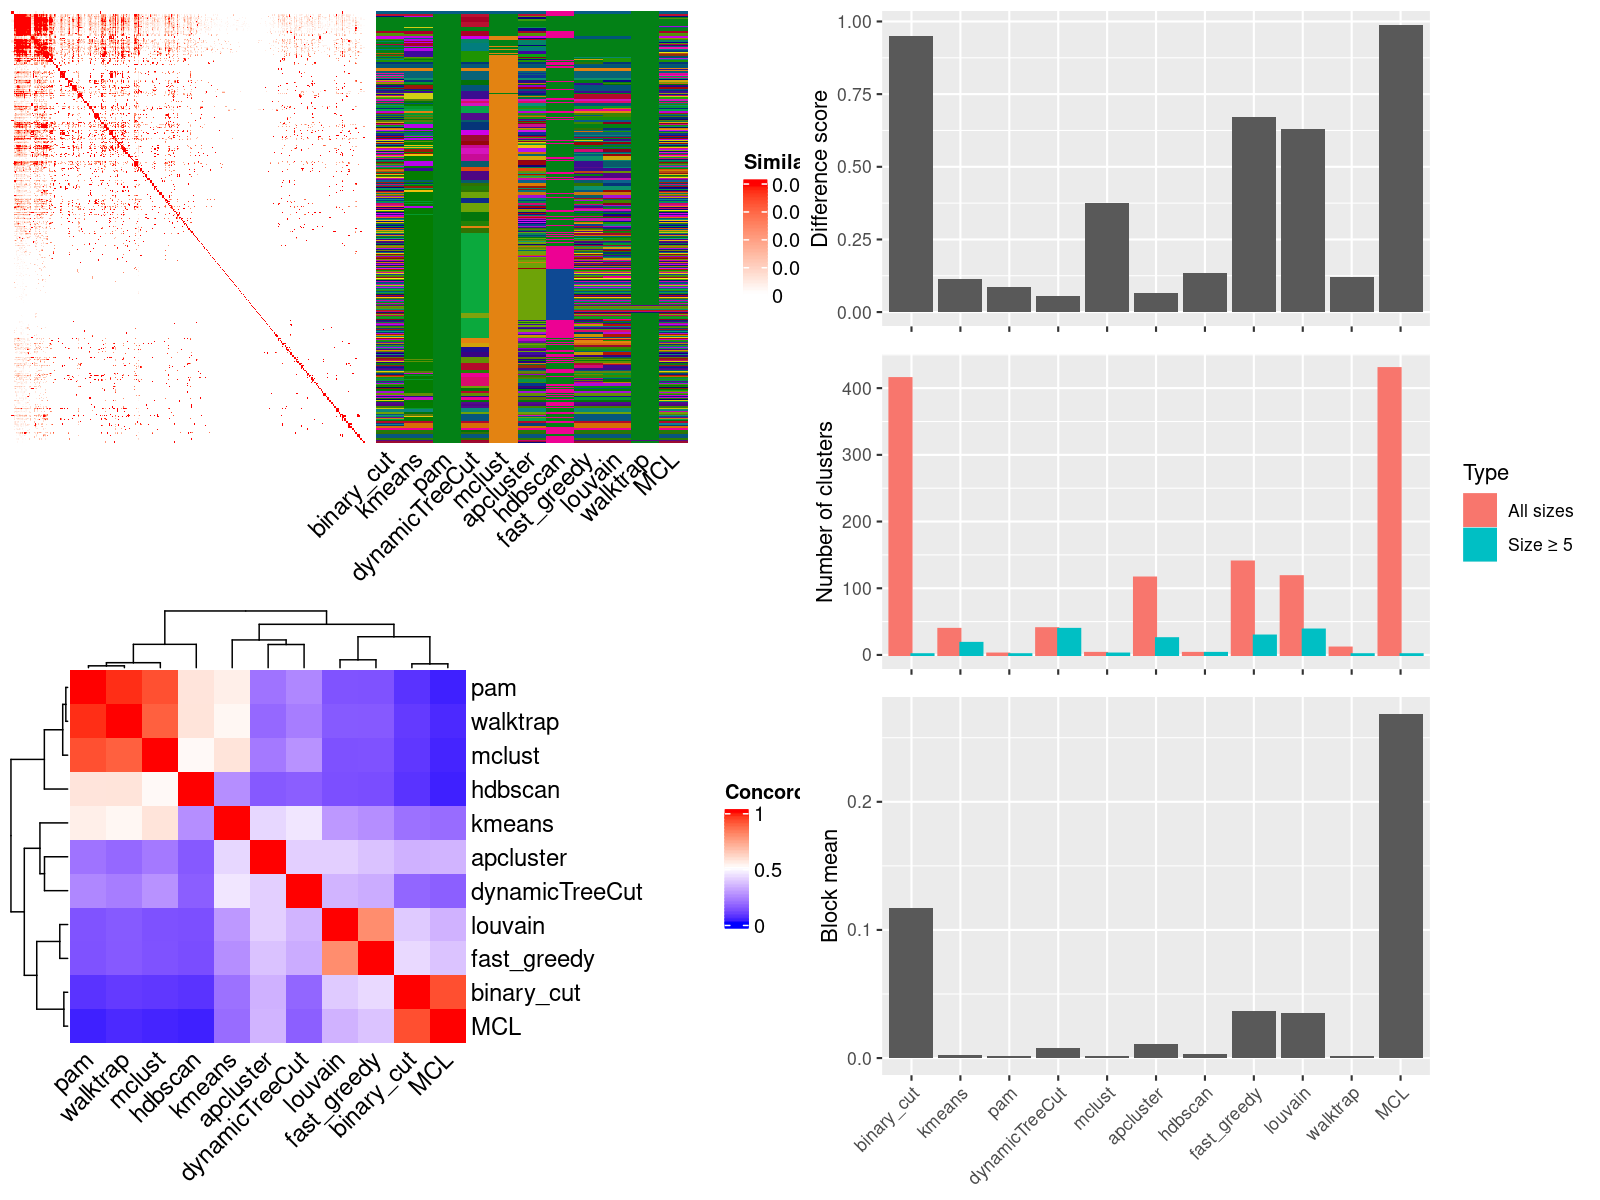 Simila
0.0
0.0
0.0
0.0
0
binary_cut
kmeans
pam
dynamicTreeCut
mclust
apcluster
hdbscan
fast_greedy
louvain
walktrap
MCL
pam
walktrap
mclust
hdbscan
kmeans
apcluster
dynamicTreeCut
louvain
fast_greedy
binary_cut
MCL
pam
walktrap
mclust
hdbscan
kmeans
apcluster
dynamicTreeCut
louvain
fast_greedy
binary_cut
MCL
Concord
1
0.5
0
Difference score
1.00
0.75
0.50
0.25
0.00
Number of clusters
400
300
200
100
0
Type
All sizes
Size ≥ 5
Block mean
0.2
0.1
0.0
binary_cut
kmeans
pam
dynamicTreeCut
mclust
apcluster
hdbscan
fast_greedy
louvain
walktrap
MCL